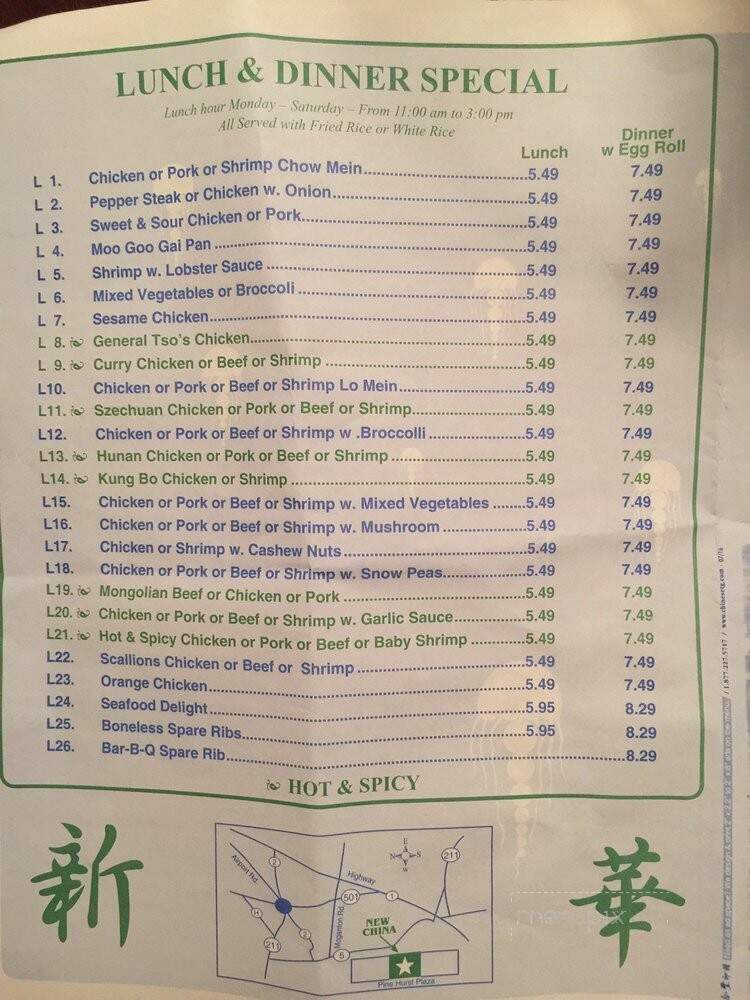 LUNCH & DINNER SPECIAL
Lunch hour Monday – Saturday – From 11:00 am to 3:00 pm
All Served with Fried Rice or White Rice
Lunch Dinner w Egg Roll
L 1. Chicken or Pork or Shrimp Chow Mein 5.49 7.49
L 2. Pepper Steak or Chicken w. Onion 5.49 7.49
L 3. Sweet & Sour Chicken or Pork 5.49 7.49
L 4. Moo Goo Gai Pan 5.49 7.49
L 5. Shrimp w. Lobster Sauce 5.49 7.49
L 6. Mixed Vegetables or Broccoli 5.49 7.49
L 7. Sesame Chicken 5.49 7.49
L 8. General Tso's Chicken 5.49 7.49
L 9. Curry Chicken or Beef or Shrimp 5.49 7.49
L10. Chicken or Pork or Beef or Shrimp Lo Mein 5.49 7.49
L11. Szechuan Chicken or Pork or Beef or Shrimp 5.49 7.49
L12. Chicken or Pork or Beef or Shrimp w .Broccolli 5.49 7.49
L13. Hunan Chicken or Pork or Beef or Shrimp 5.49 7.49
L14. Kung Bo Chicken or Shrimp 5.49 7.49
L15. Chicken or Pork or Beef or Shrimp w. Mixed Vegetables 5.49 7.49
L16. Chicken or Pork or Beef or Shrimp w. Mushroom 5.49 7.49
L17. Chicken or Shrimp w. Cashew Nuts 5.49 7.49
L18. Chicken or Pork or Beef or Shrimp w. Snow Peas 5.49 7.49
L19. Mongolian Beef or Chicken or Pork 5.49 7.49
L20. Chicken or Pork or Beef or Shrimp w. Garlic Sauce 5.49 7.49
L21. Hot & Spicy Chicken or Pork or Beef or Baby Shrimp 5.49 7.49
L22. Scallions Chicken or Beef or Shrimp 5.49 7.49
L23. Orange Chicken 5.49 7.49
L24. Seafood Delight 5.95 8.29
L25. Boneless Spare Ribs 5.95 8.29
L26. Bar-B-Q Spare Rib 8.29
HOT & SPICY
新
華
Airport Rd
2
Highway
501
1
211
N E S W
H
211
2
Moganton Rd
5
NEW CHINA
Pine Hurst Plaza